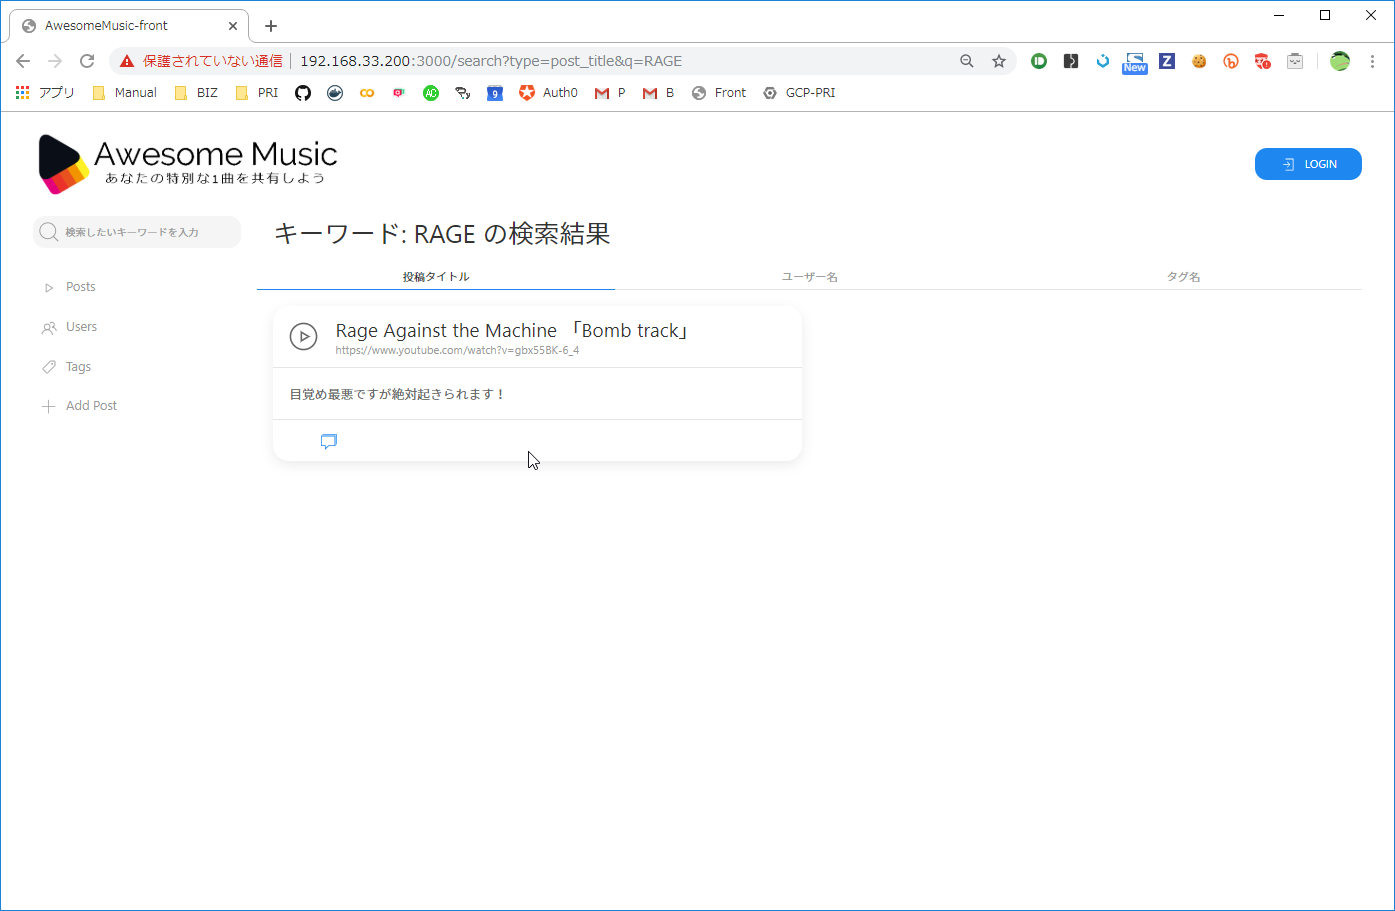 AwesomeMusic-front
保護されていない通信 192.168.33.200:3000/search?type=post_title&q=RAGE
New
アプリ Manual BIZ PRI CO AC 9 Auth0 P B Front GCP-PRI
Awesome Music
あなたの特別な1曲を共有しよう
LOGIN
検索したいキーワードを入力
キーワード: RAGE の検索結果
投稿タイトル ユーザー名 タグ名
Posts
Users
Tags
Add Post
Rage Against the Machine 「Bomb track」
https://www.youtube.com/watch?v=gbx55BK-6_4
目覚め最悪ですが絶対起きられます！